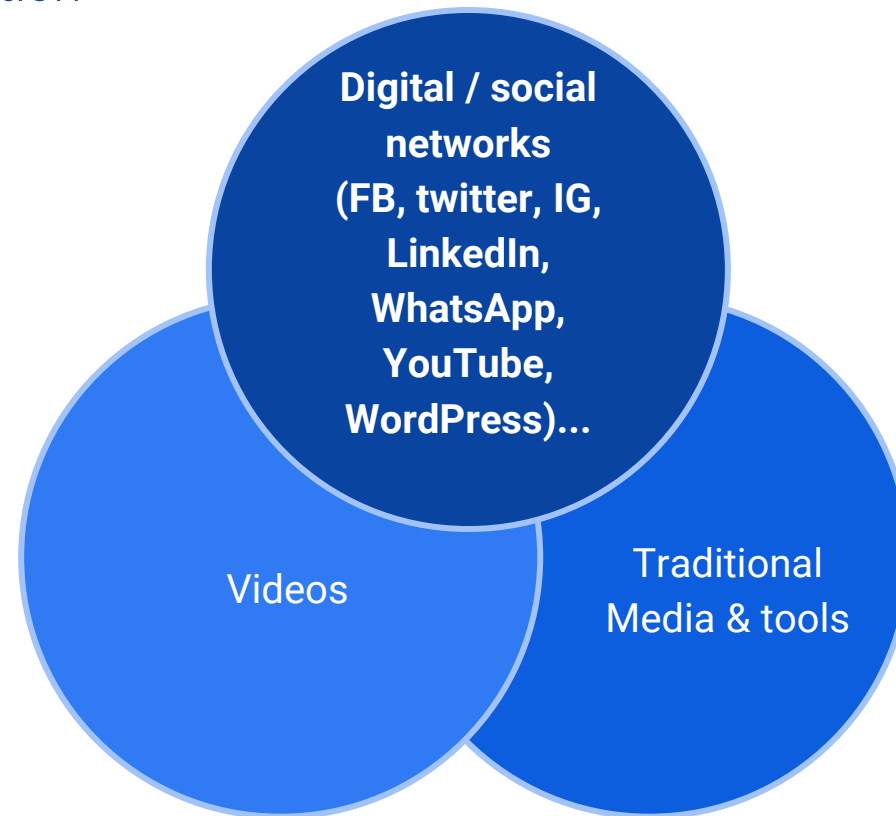 Digital / social
networks
(FB, twitter, IG,
LinkedIn,
WhatsApp,
YouTube,
WordPress)...
Videos
Traditional
Media & tools